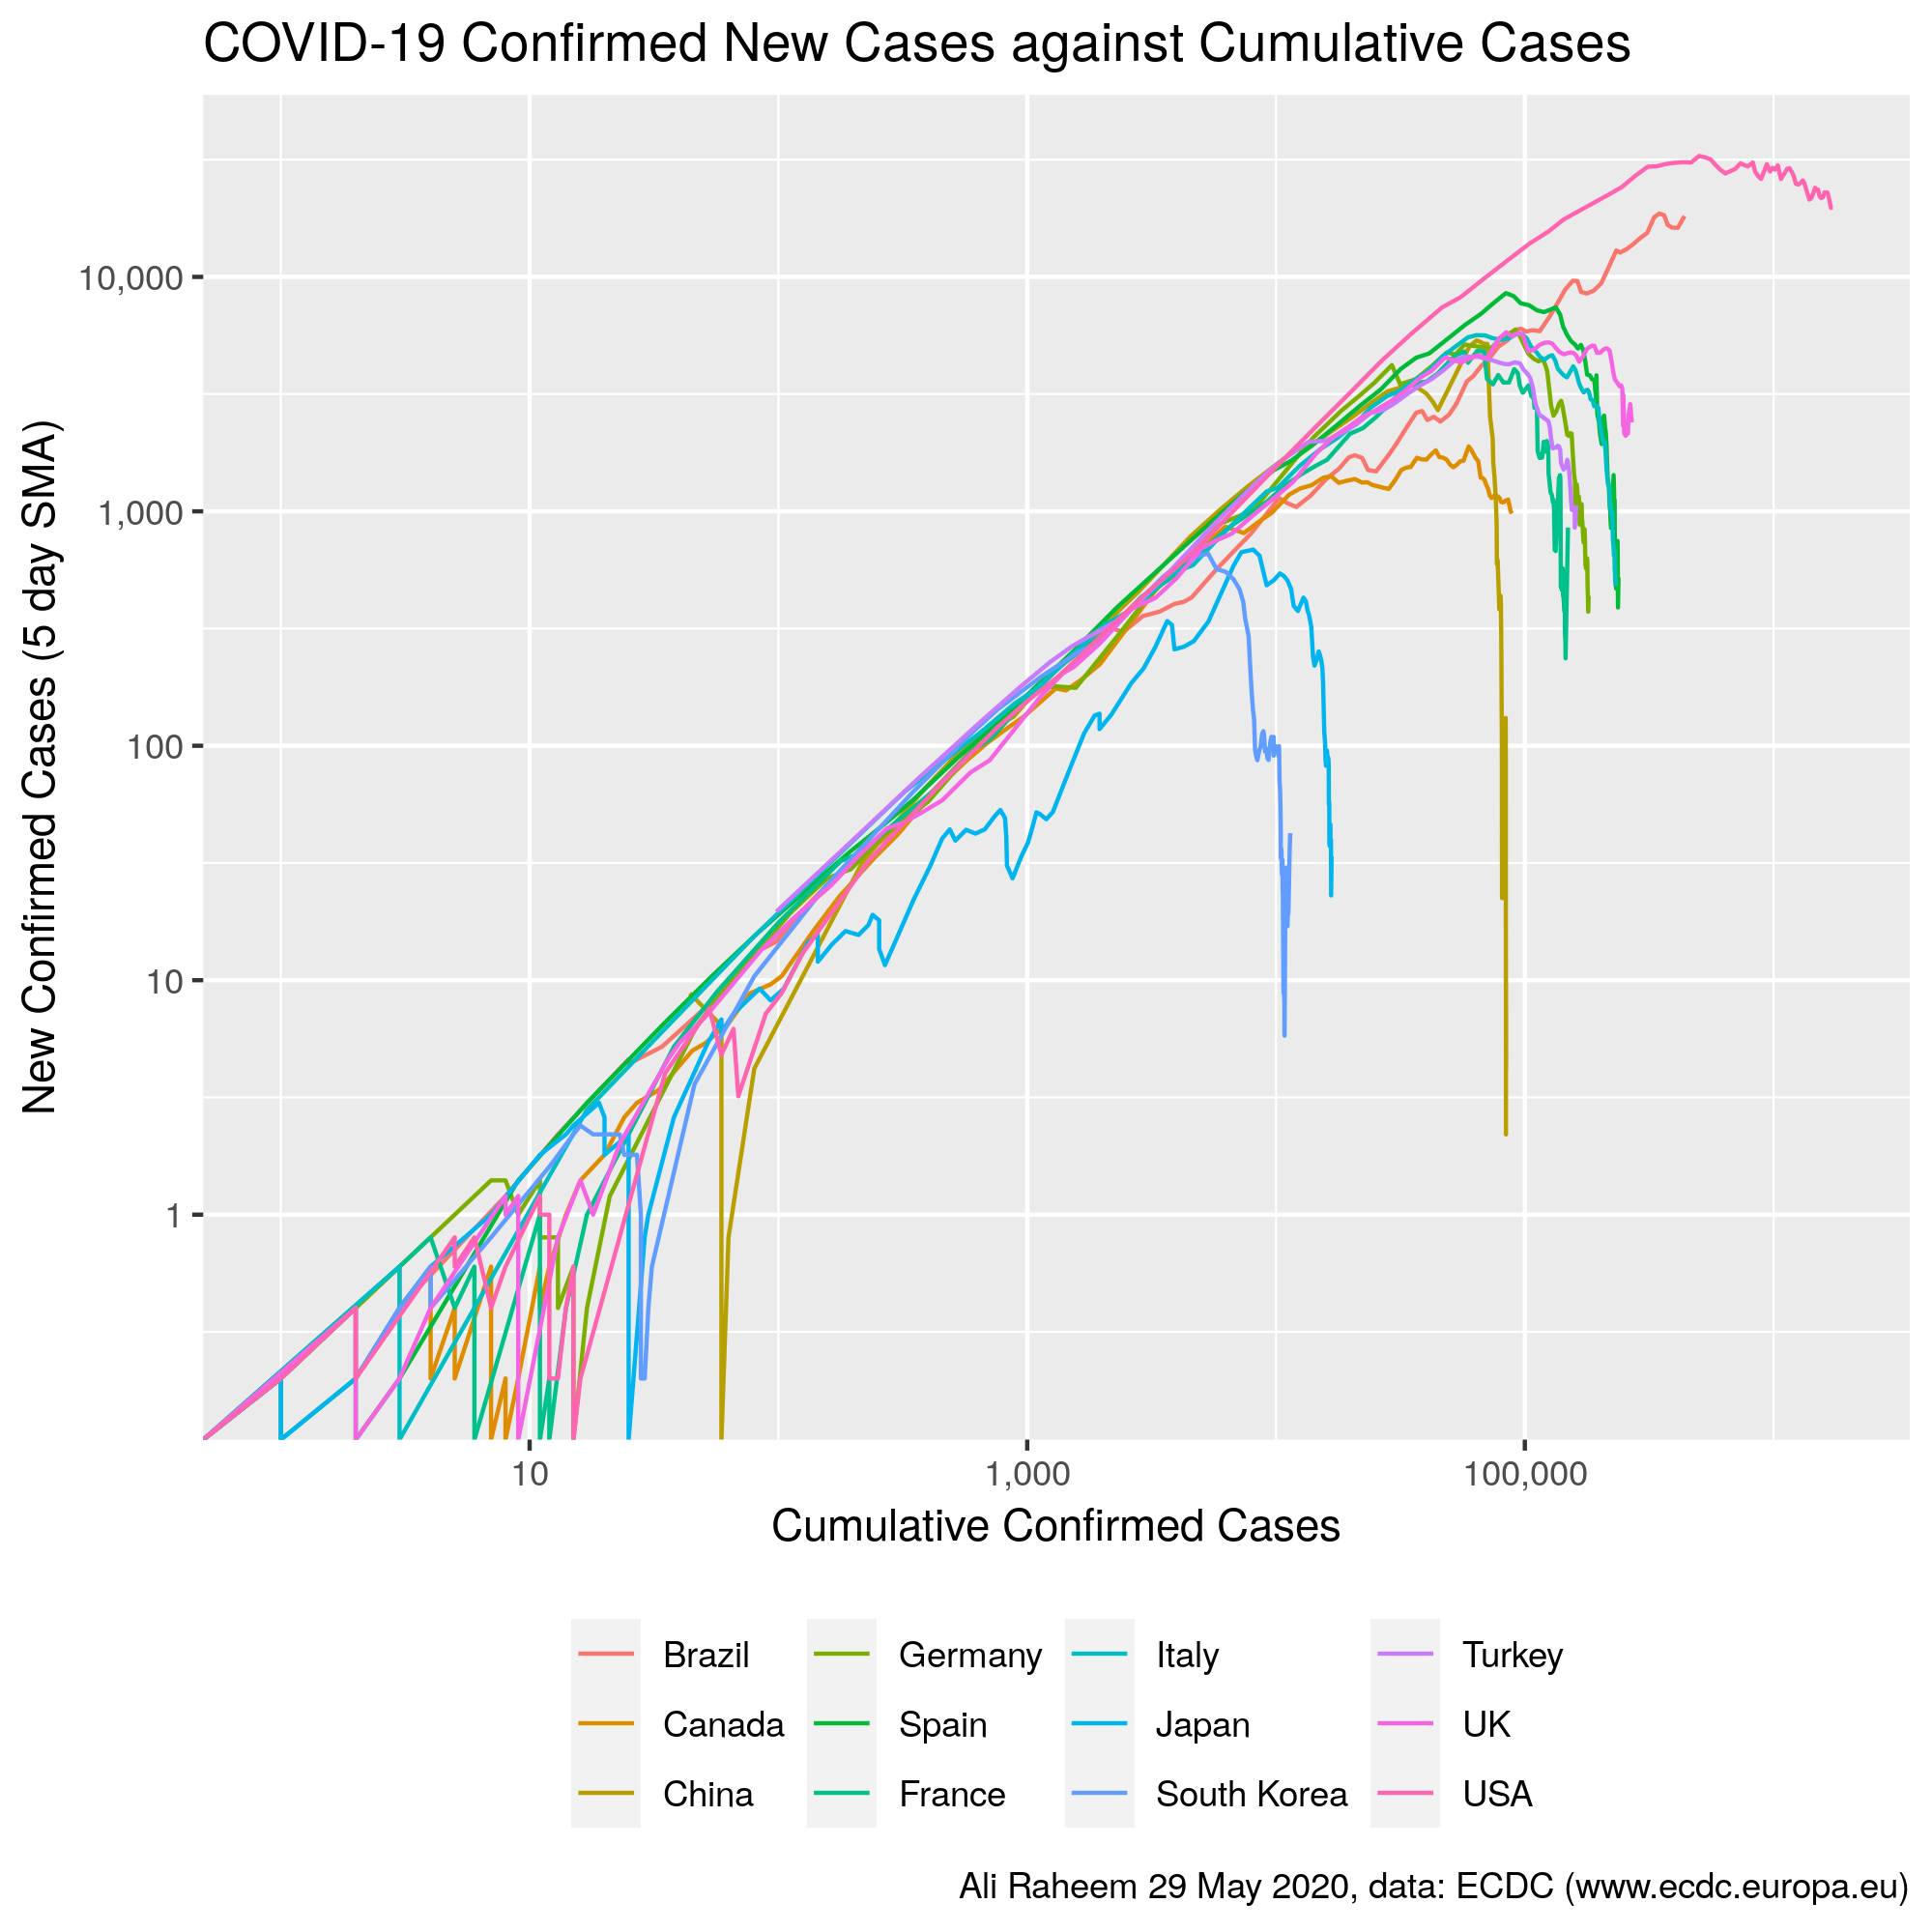 COVID-19 Confirmed New Cases against Cumulative Cases
New Confirmed Cases (5 day SMA)
10,000
1,000
100
10
1
10
1,000
100,000
Cumulative Confirmed Cases
Brazil
Canada
China
Germany
Spain
France
Italy
Japan
South Korea
Turkey
UK
USA
Ali Raheem 29 May 2020, data: ECDC (www.ecdc.europa.eu)